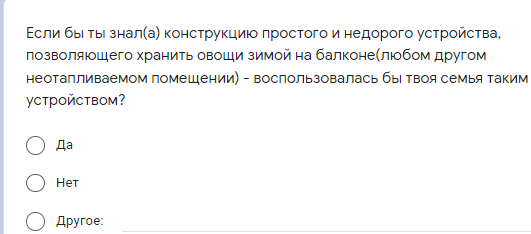 Если бы ты знал(а) конструкцию простого и недорого устройства,
позволяющего хранить овощи зимой на балконе(любом другом
неотапливаемом помещении) - воспользовалась бы твоя семья таким
устройством?
Да
Нет
Другое: